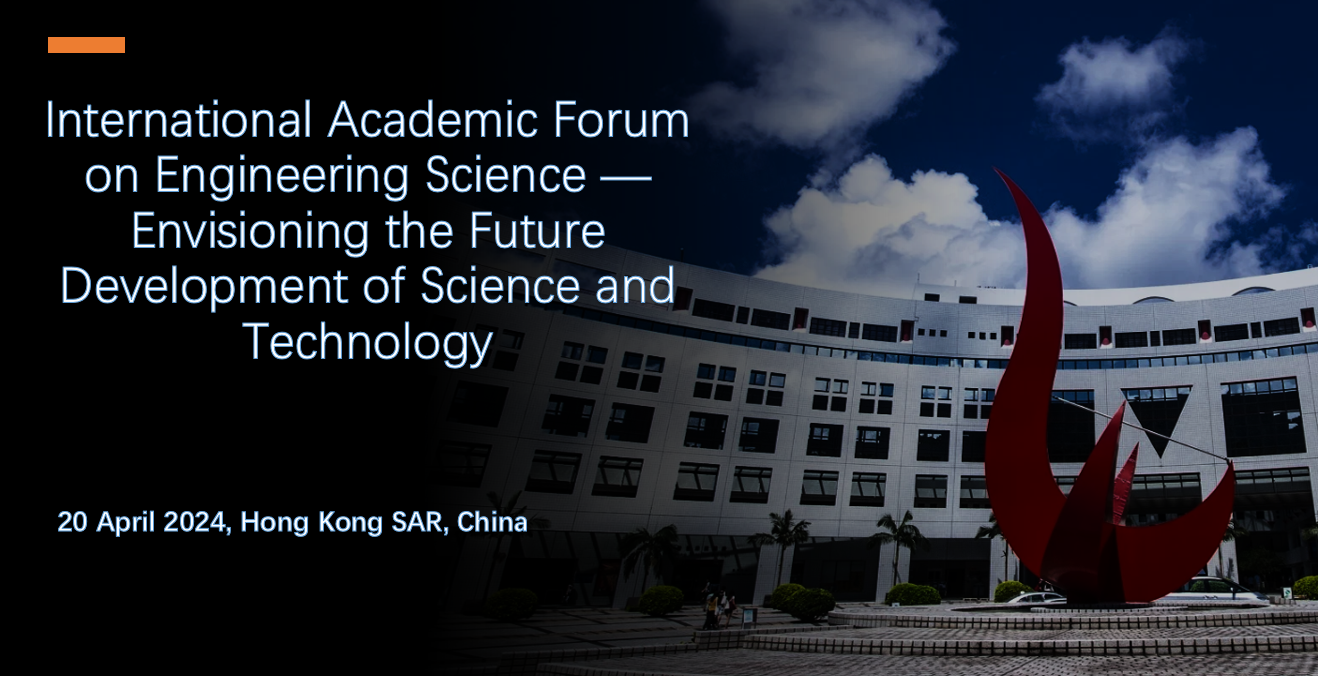 International Academic Forum
on Engineering Science —
Envisioning the Future
Development of Science and
Technology
20 April 2024, Hong Kong SAR, China